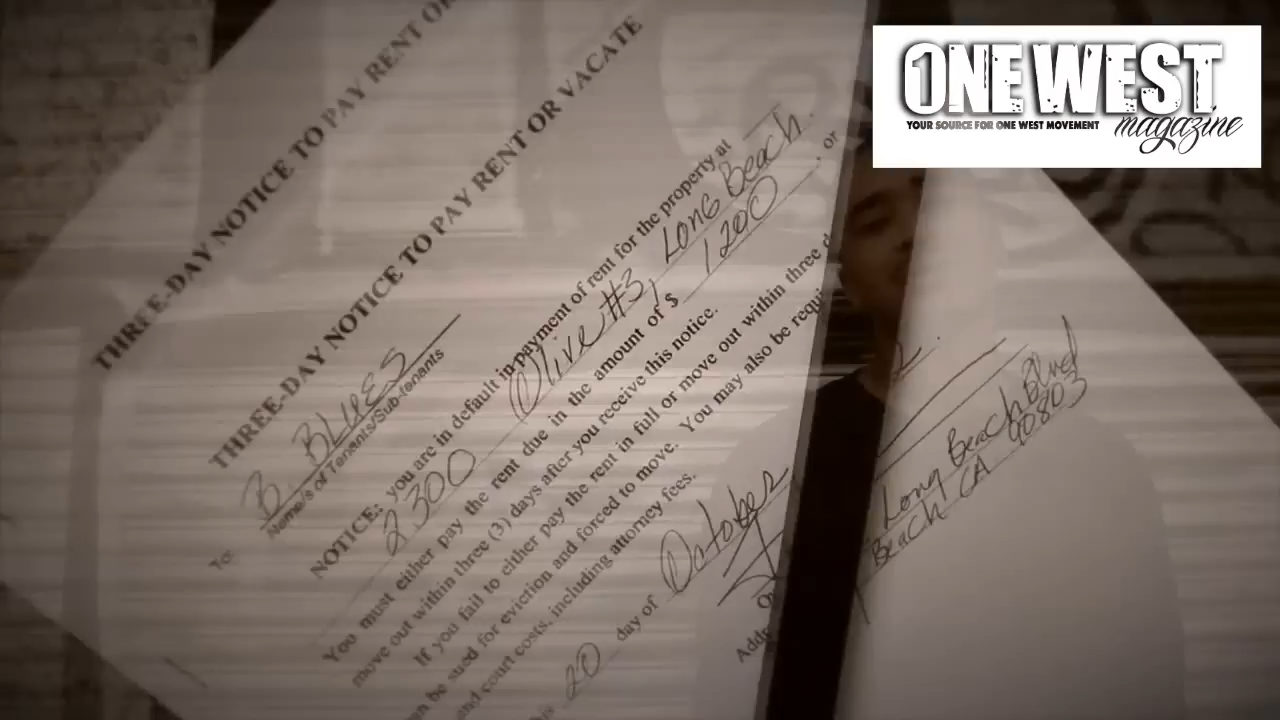 ONE WEST
YOUR SOURCE FOR ONE WEST MOVEMENT
magazine
THREE-DAY NOTICE TO PAY RENT OR
THREE-DAY NOTICE TO PAY RENT OR VACATE
To: B. BLUES
Name/s of Tenants/Sub-tenants
NOTICE: you are in default in payment of rent for the property at
2300 Olive #3, LONG Beach.
You must either pay the rent due in the amount of $ 1200, or
move out within three (3) days after you receive this notice.
If you fail to either pay the rent in full or move out within three
be sued for eviction and forced to move. You may also be
and court costs, including attorney fees.
20 day of October
Long Beach Blvd
Beach CA 90803